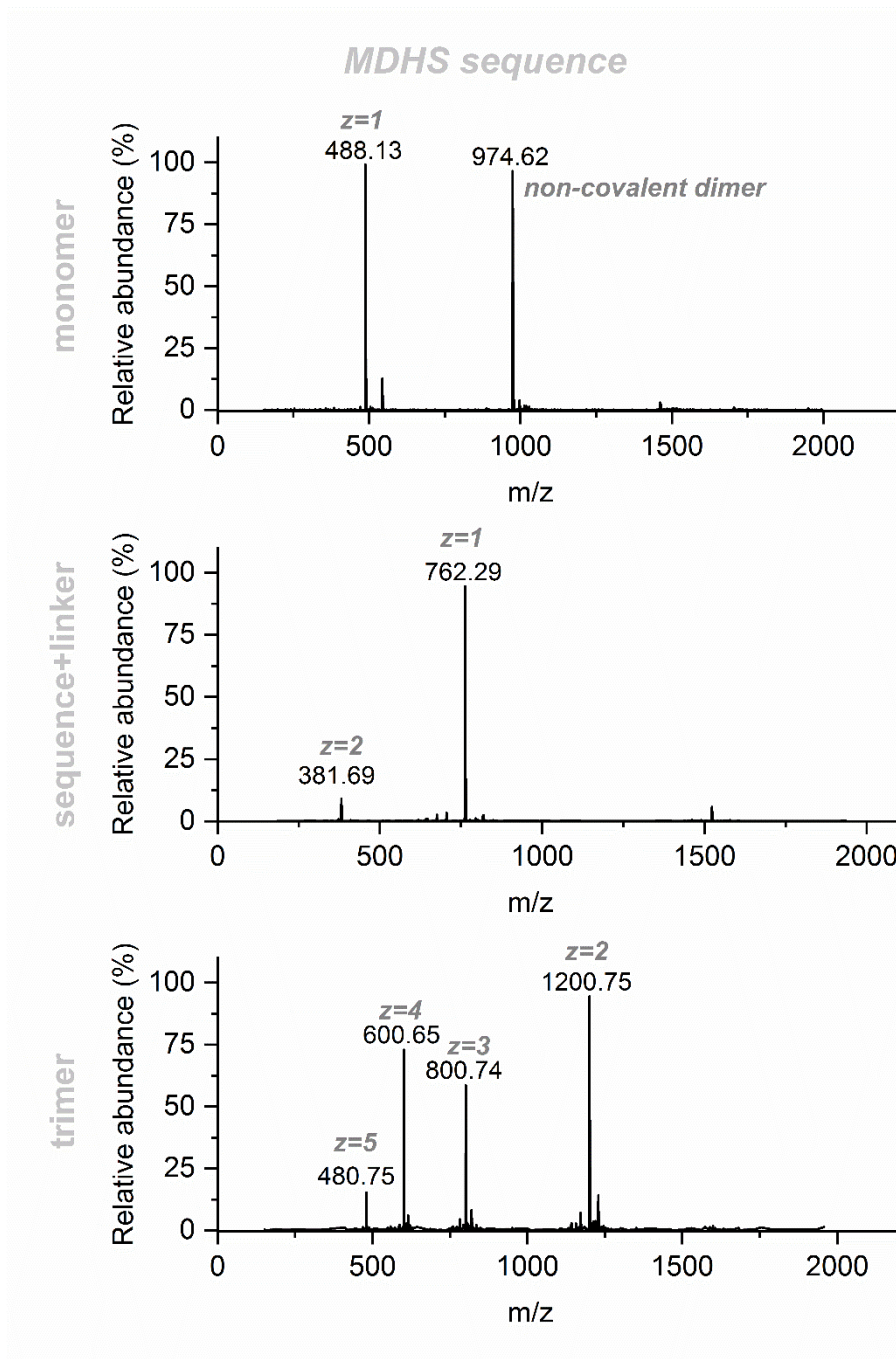 MDHS sequence
monomer
Relative abundance (%)
100
75
50
25
0
z=1
488.13
974.62
non-covalent dimer
0 500 1000 1500 2000
m/z
sequence+linker
Relative abundance (%)
100
75
50
25
0
z=1
762.29
z=2
381.69
0 500 1000 1500 2000
m/z
trimer
Relative abundance (%)
100
75
50
25
0
z=2
1200.75
z=4
600.65
z=3
800.74
z=5
480.75
0 500 1000 1500 2000
m/z